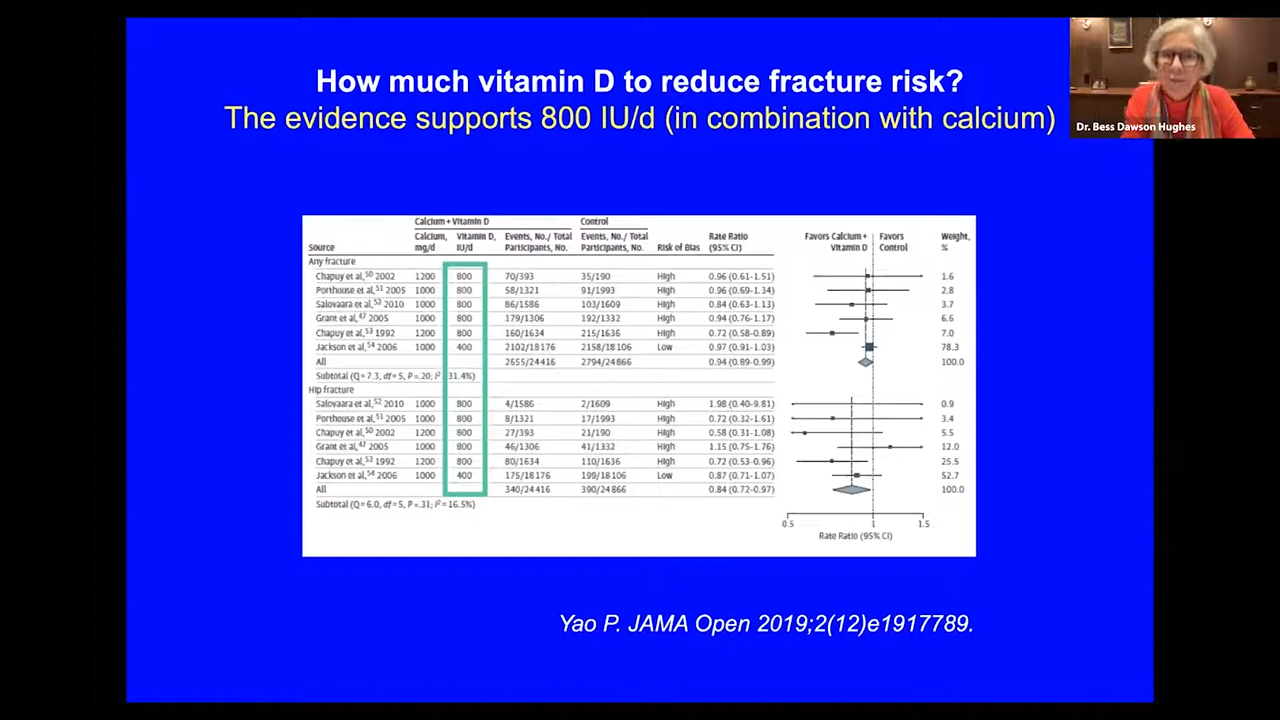 How much vitamin D to reduce fracture risk?
The evidence supports 800 IU/d (in combination with calcium)
Dr. Bess Dawson Hughes
Calcium + Vitamin D Control
Source Calcium, mg/d Vitamin D, IU/d Events, No./ Total Participants, No. Events, No./ Total Participants, No. Risk of Bias Rate Ratio (95% CI) Favors Calcium + Vitamin D Favors Control Weight, %
Any fracture
Chapuy et al,50 2002 1200 800 70/393 35/190 High 0.96 (0.61-1.51) 1.6
Porthouse et al,51 2005 1000 800 58/1321 91/1993 High 0.96 (0.69-1.34) 2.8
Salovaara et al,52 2010 1000 800 86/1586 103/1609 High 0.84 (0.63-1.13) 3.7
Grant et al,47 2005 1000 800 179/1306 192/1332 High 0.94 (0.76-1.17) 6.6
Chapuy et al,53 1992 1200 800 160/1634 215/1636 High 0.72 (0.58-0.89) 7.0
Jackson et al,54 2006 1000 400 2102/18176 2158/18106 Low 0.97 (0.91-1.03) 78.3
All 2655/24416 2794/24866 0.94 (0.89-0.99) 100.0
Subtotal (Q = 7.3, df = 5, P = .20; I2 31.4%)
Hip fracture
Salovaara et al,52 2010 1000 800 4/1586 2/1609 High 1.98 (0.40-9.81) 0.9
Porthouse et al,51 2005 1000 800 8/1321 17/1993 High 0.72 (0.32-1.61) 3.4
Chapuy et al,50 2002 1200 800 27/393 21/190 High 0.58 (0.31-1.08) 5.5
Grant et al,47 2005 1000 800 46/1306 41/1332 High 1.15 (0.75-1.76) 12.0
Chapuy et al,53 1992 1200 800 80/1634 110/1636 High 0.72 (0.53-0.96) 25.5
Jackson et al,54 2006 1000 400 175/18176 199/18106 Low 0.87 (0.71-1.07) 52.7
All 340/24416 390/24866 0.84 (0.72-0.97) 100.0
Subtotal (Q = 6.0, df = 5, P = .31; I2 = 16.5%)
0.5 1 1.5
Rate Ratio (95% CI)
Yao P. JAMA Open 2019;2(12)e1917789.